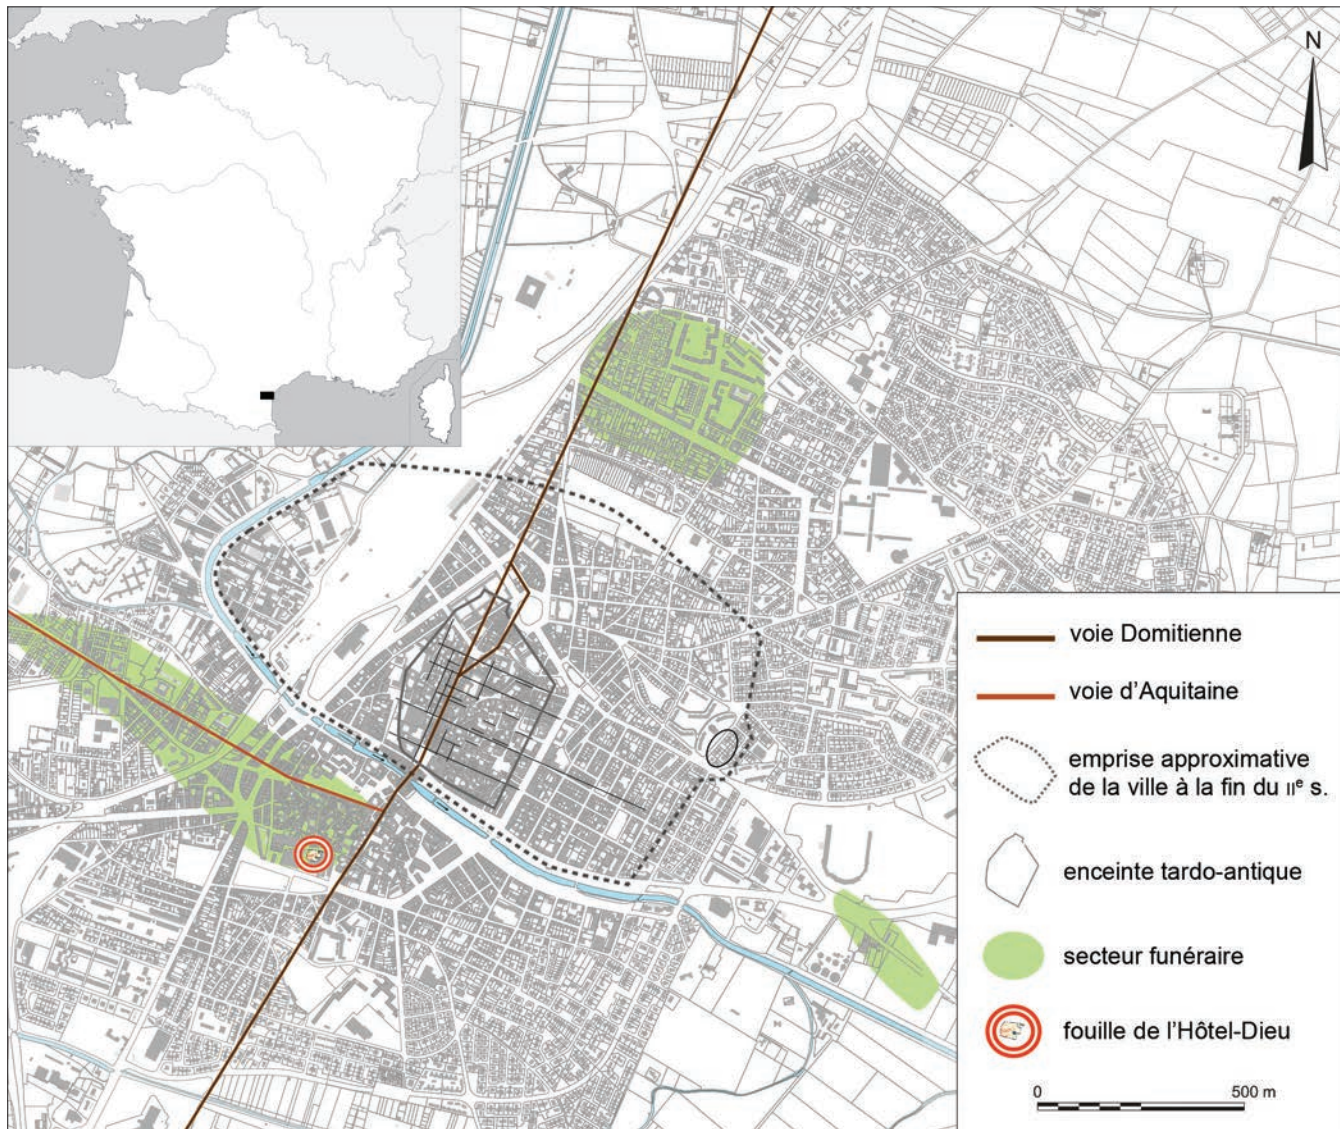 N
voie Domitienne
voie d'Aquitaine
emprise approximative
de la ville à la fin du IIe s.
enceinte tardo-antique
secteur funéraire
fouille de l'Hôtel-Dieu
0 500 m